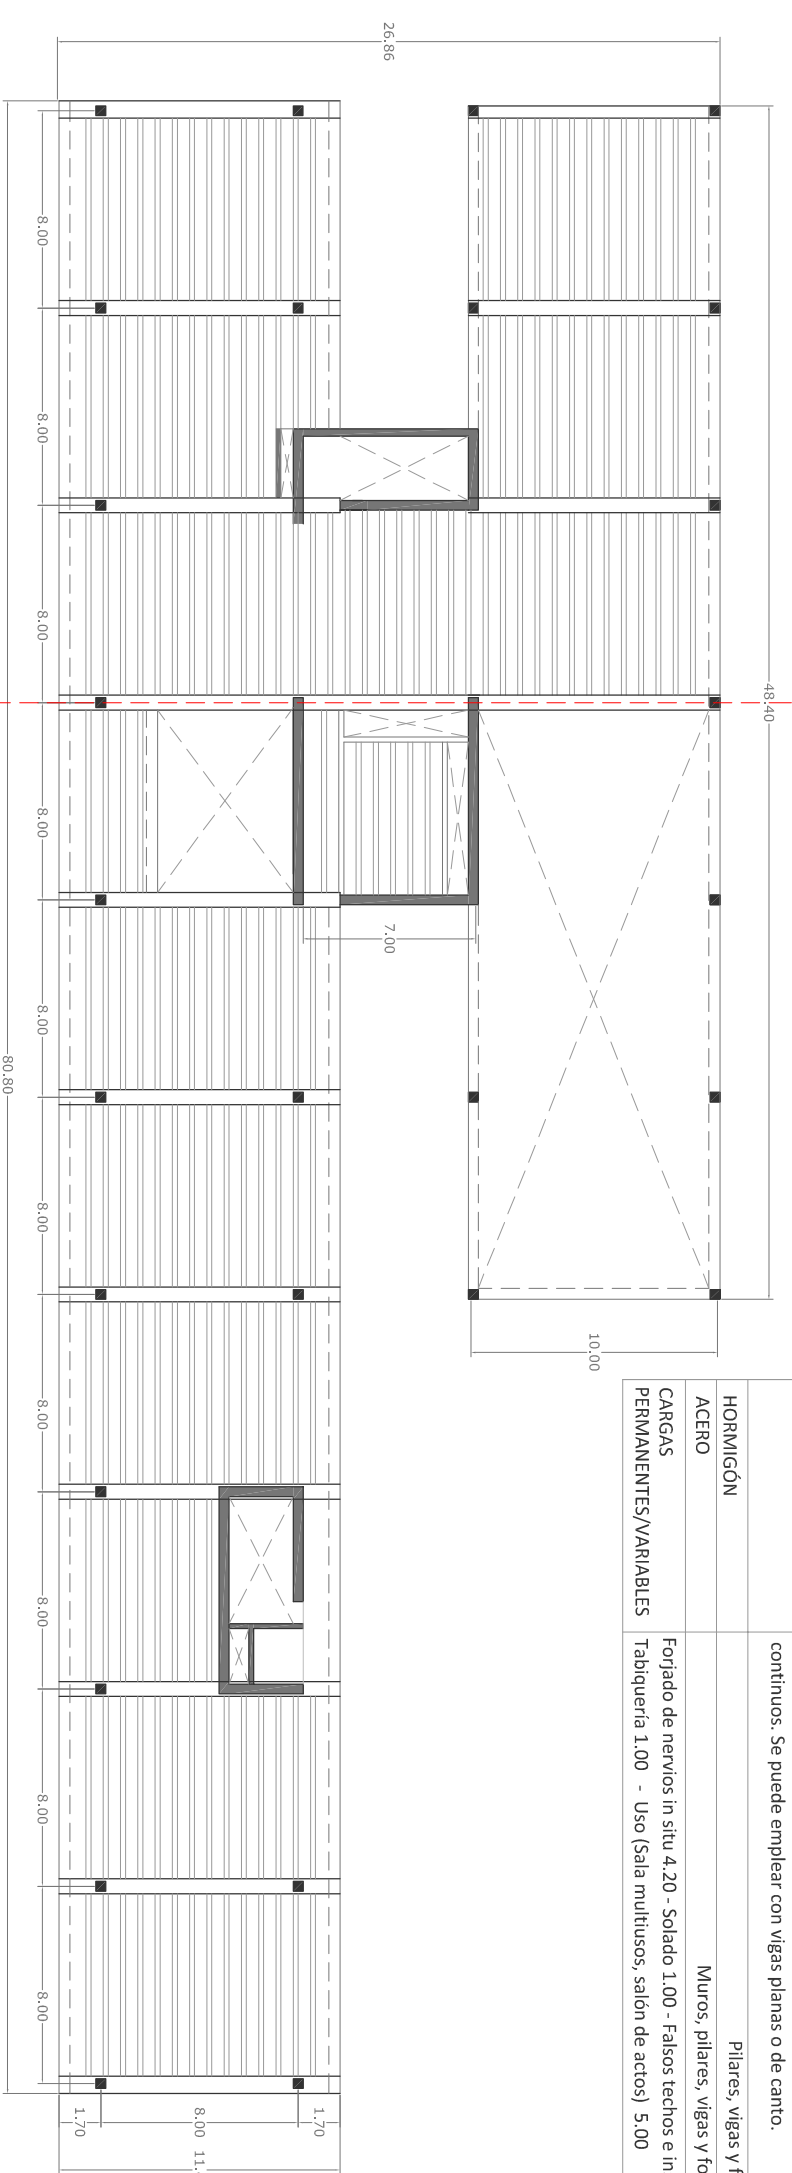 26.86
48.40
8.00
8.00
8.00
8.00
8.00
8.00
8.00
8.00
8.00
8.00
80.80
7.00
10.00
1.70
8.00
1.70
11.
continuos. Se puede emplear con vigas planas o de canto.
HORMIGÓN
Pilares, vigas y f
ACERO
Muros, pilares, vigas y fo
CARGAS
PERMANENTES/VARIABLES
Forjado de nervios in situ 4.20 - Solado 1.00 - Falsos techos e in
Tabiquería 1.00 - Uso (Sala multiusos, salón de actos) 5.00